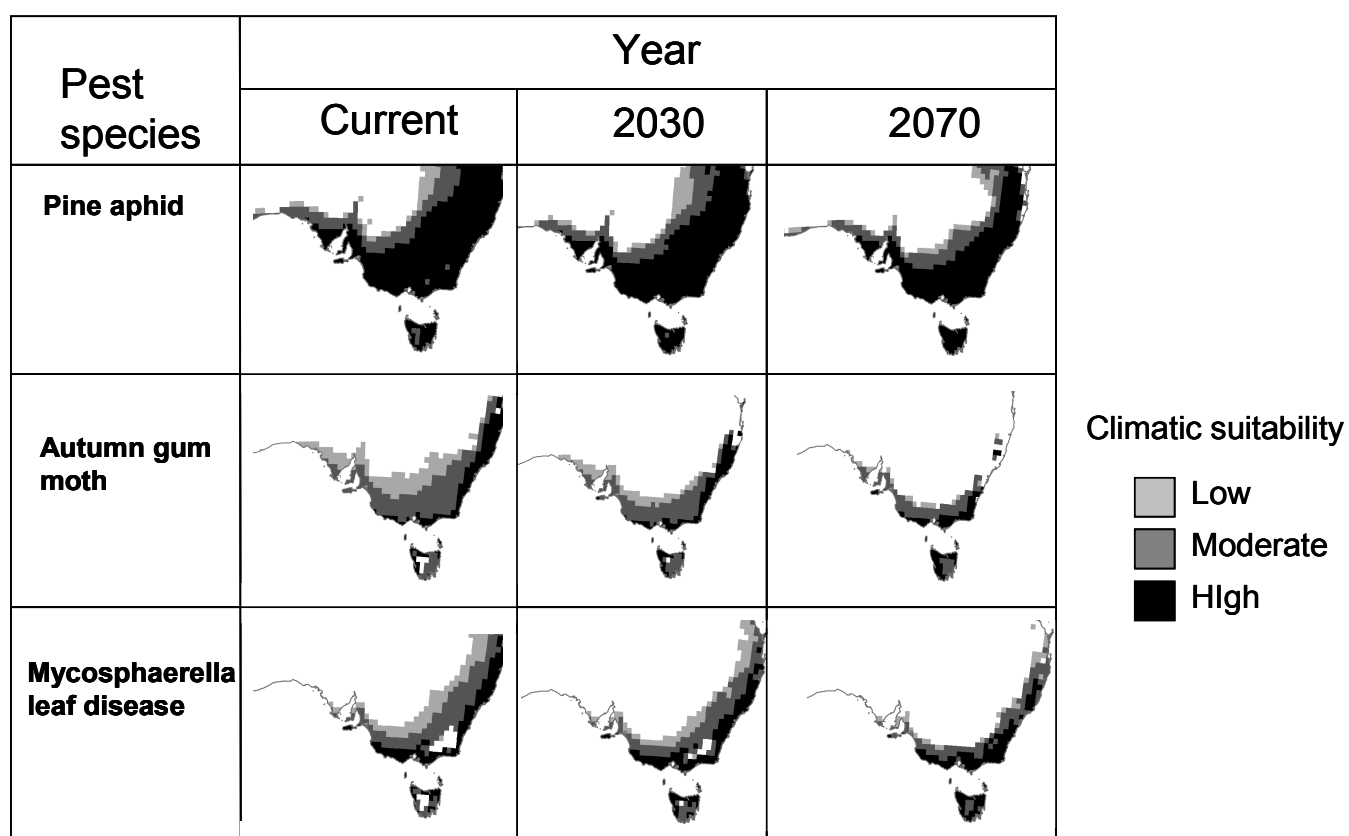 Pest
species
Year
Current
2030
2070
Pine aphid
Autumn gum
moth
Mycosphaerella
leaf disease
Climatic suitability
Low
Moderate
HIgh